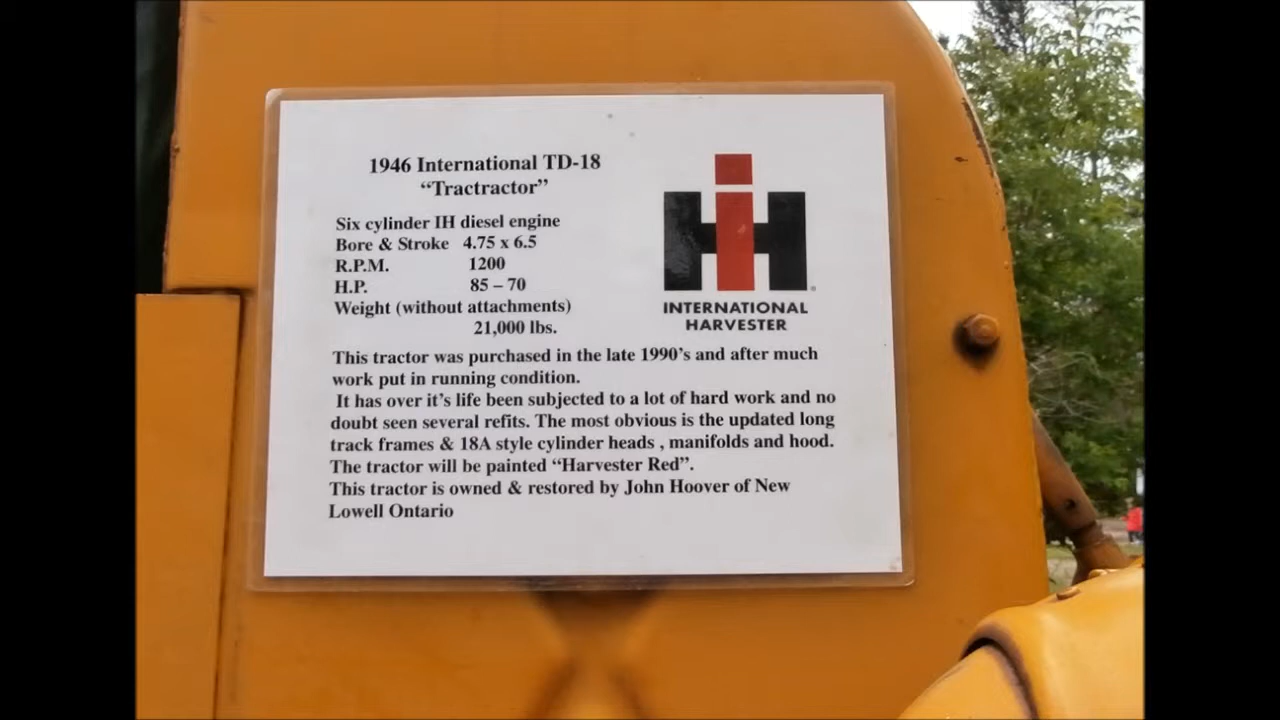 1946 International TD-18
“Tractractor”
Six cylinder IH diesel engine
Bore & Stroke 4.75 x 6.5
R.P.M. 1200
H.P. 85 – 70
Weight (without attachments)
21,000 lbs.
IH
INTERNATIONAL
HARVESTER
This tractor was purchased in the late 1990’s and after much
work put in running condition.
It has over it’s life been subjected to a lot of hard work and no
doubt seen several refits. The most obvious is the updated long
track frames & 18A style cylinder heads , manifolds and hood.
The tractor will be painted “Harvester Red”.
This tractor is owned & restored by John Hoover of New
Lowell Ontario